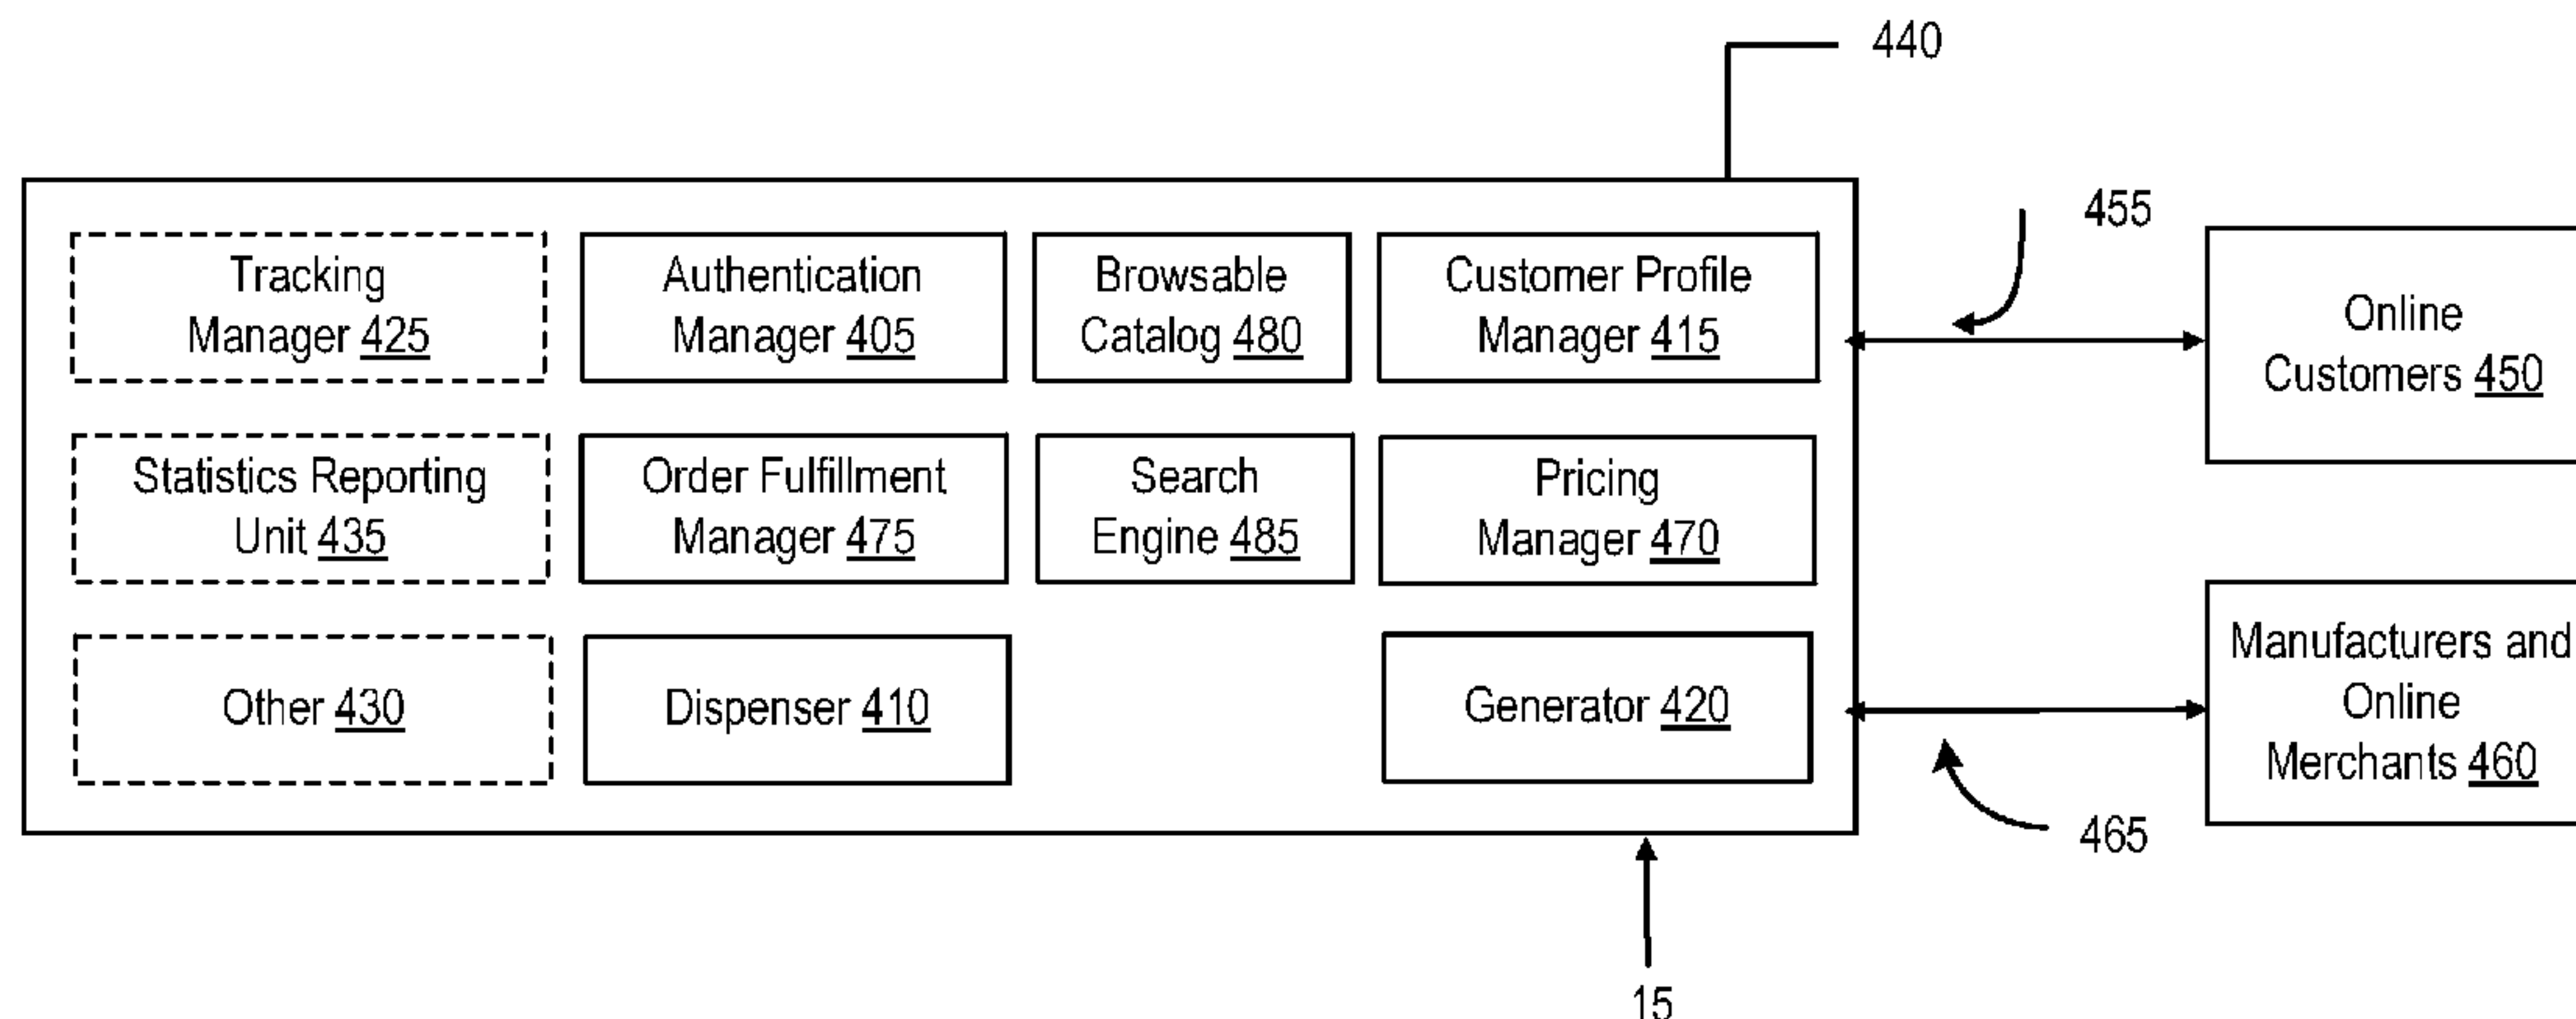 440
455
Tracking
Manager 425
Authentication
Manager 405
Browsable
Catalog 480
Customer Profile
Manager 415
Online
Customers 450
Statistics Reporting
Unit 435
Order Fulfillment
Manager 475
Search
Engine 485
Pricing
Manager 470
Other 430
Dispenser 410
Generator 420
Manufacturers and
Online
Merchants 460
465
15